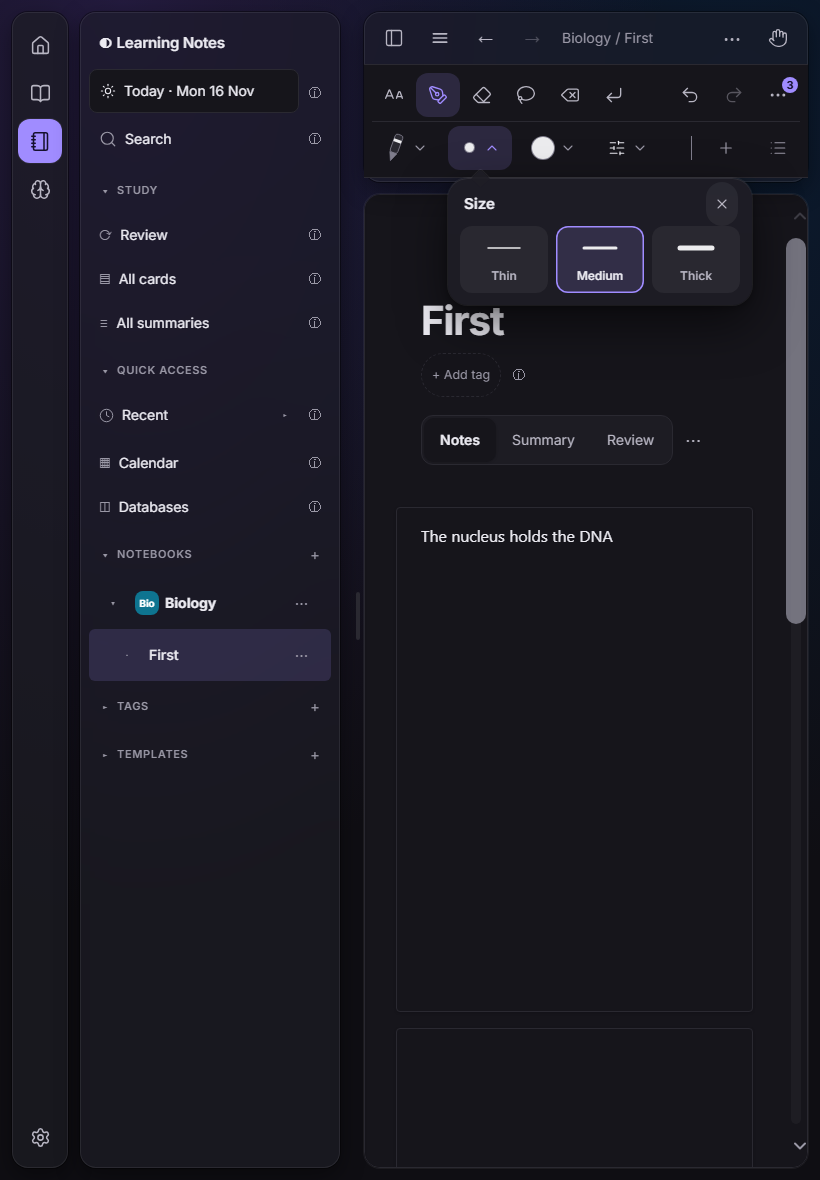 Learning Notes
Today · Mon 16 Nov
Search
STUDY
Review
All cards
All summaries
QUICK ACCESS
Recent
Calendar
Databases
NOTEBOOKS
Bio Biology
First
TAGS
TEMPLATES
Biology / First
AA
3
Size
Thin Medium Thick
First
+ Add tag
Notes Summary Review
The nucleus holds the DNA